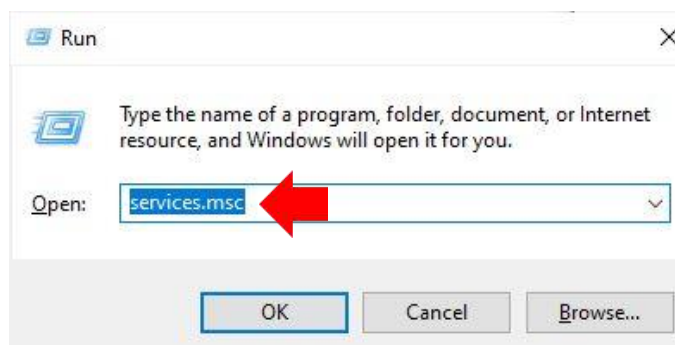 Run
Type the name of a program, folder, document, or Internet
resource, and Windows will open it for you.
Open: services.msc
OK Cancel Browse...